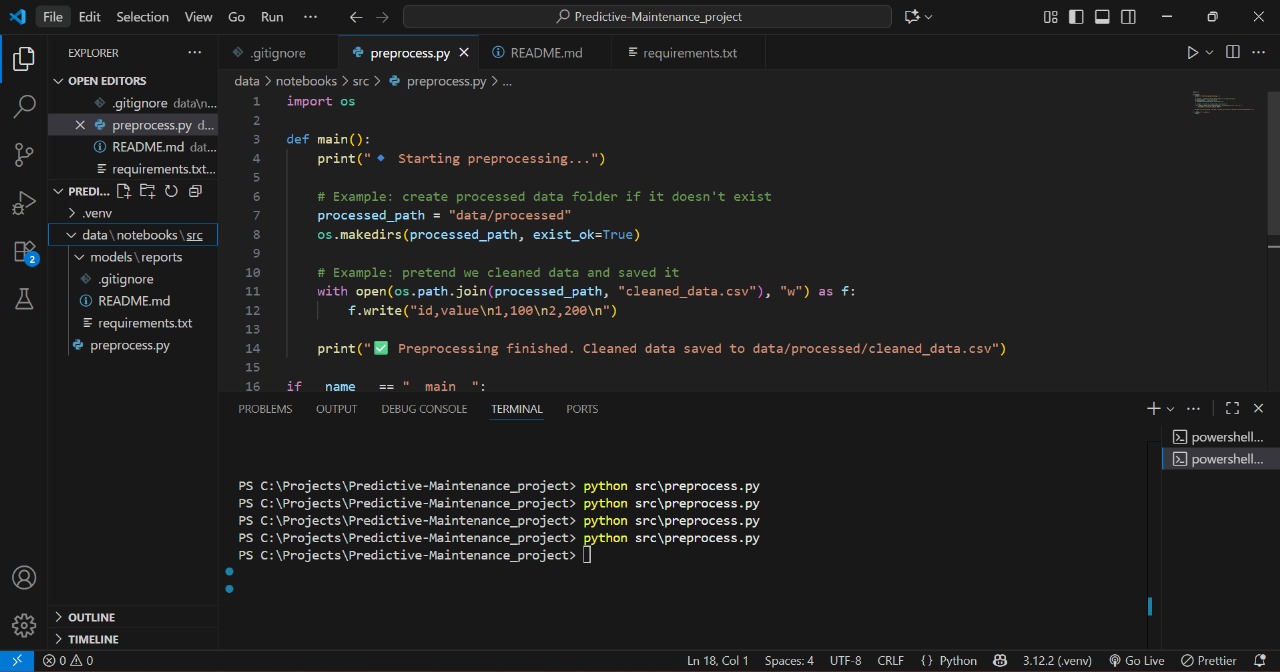 File Edit Selection View Go Run ··· Predictive-Maintenance_project
EXPLORER ···
OPEN EDITORS
.gitignore data\n...
preprocess.py d...
README.md dat...
requirements.txt...
PREDI...
.venv
data\notebooks\src
models\reports
.gitignore
README.md
requirements.txt
preprocess.py
OUTLINE
TIMELINE
2
.gitignore preprocess.py README.md requirements.txt
data > notebooks > src > preprocess.py > ...
1 import os
2
3 def main():
4 print("🔹 Starting preprocessing...")
5
6 # Example: create processed data folder if it doesn't exist
7 processed_path = "data/processed"
8 os.makedirs(processed_path, exist_ok=True)
9
10 # Example: pretend we cleaned data and saved it
11 with open(os.path.join(processed_path, "cleaned_data.csv"), "w") as f:
12 f.write("id,value\n1,100\n2,200\n")
13
14 print("✅ Preprocessing finished. Cleaned data saved to data/processed/cleaned_data.csv")
15
16 if __name__ == "__main__":
PROBLEMS OUTPUT DEBUG CONSOLE TERMINAL PORTS
powershell...
powershell...
PS C:\Projects\Predictive-Maintenance_project> python src\preprocess.py
PS C:\Projects\Predictive-Maintenance_project> python src\preprocess.py
PS C:\Projects\Predictive-Maintenance_project> python src\preprocess.py
PS C:\Projects\Predictive-Maintenance_project> python src\preprocess.py
PS C:\Projects\Predictive-Maintenance_project>
0 0 Ln 18, Col 1 Spaces: 4 UTF-8 CRLF {} Python 3.12.2 (.venv) Go Live Prettier